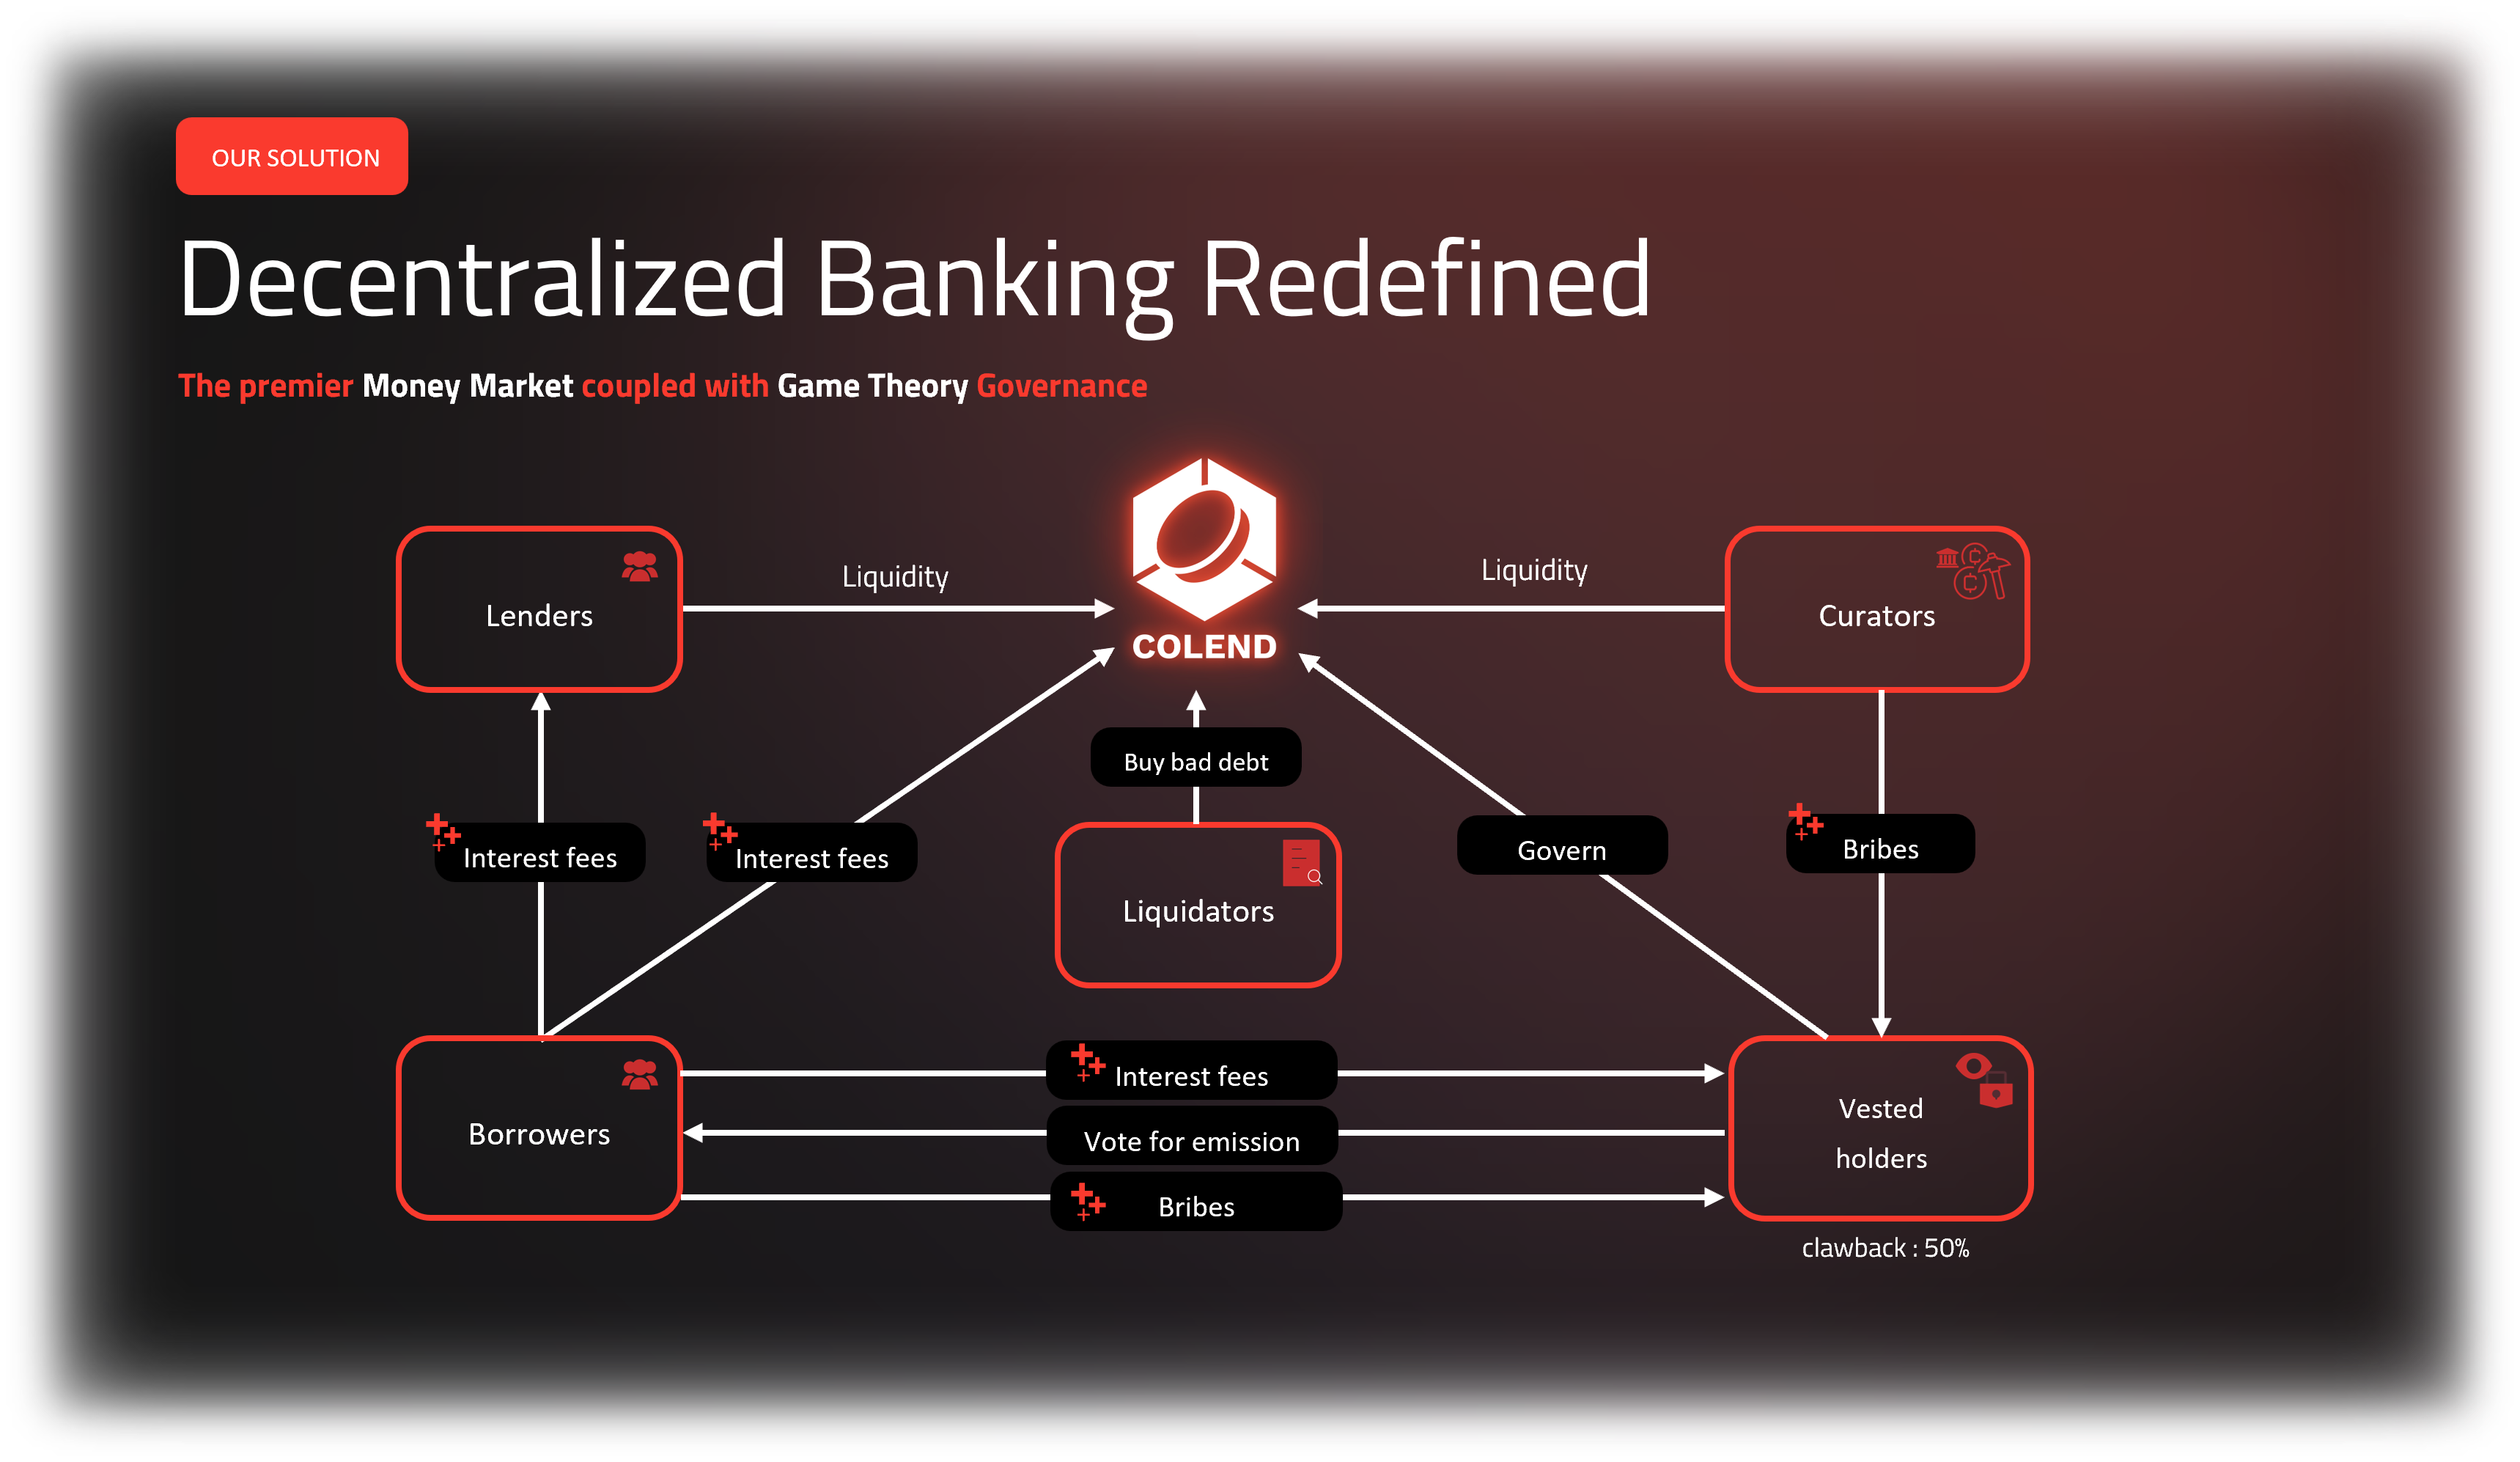 OUR SOLUTION
Decentralized Banking Redefined
The premier Money Market coupled with Game Theory Governance
Lenders
Liquidity
COLEND
Liquidity
Curators
Buy bad debt
Interest fees
Interest fees
Liquidators
Govern
Bribes
Borrowers
Interest fees
Vote for emission
Bribes
Vested
holders
clawback : 50%